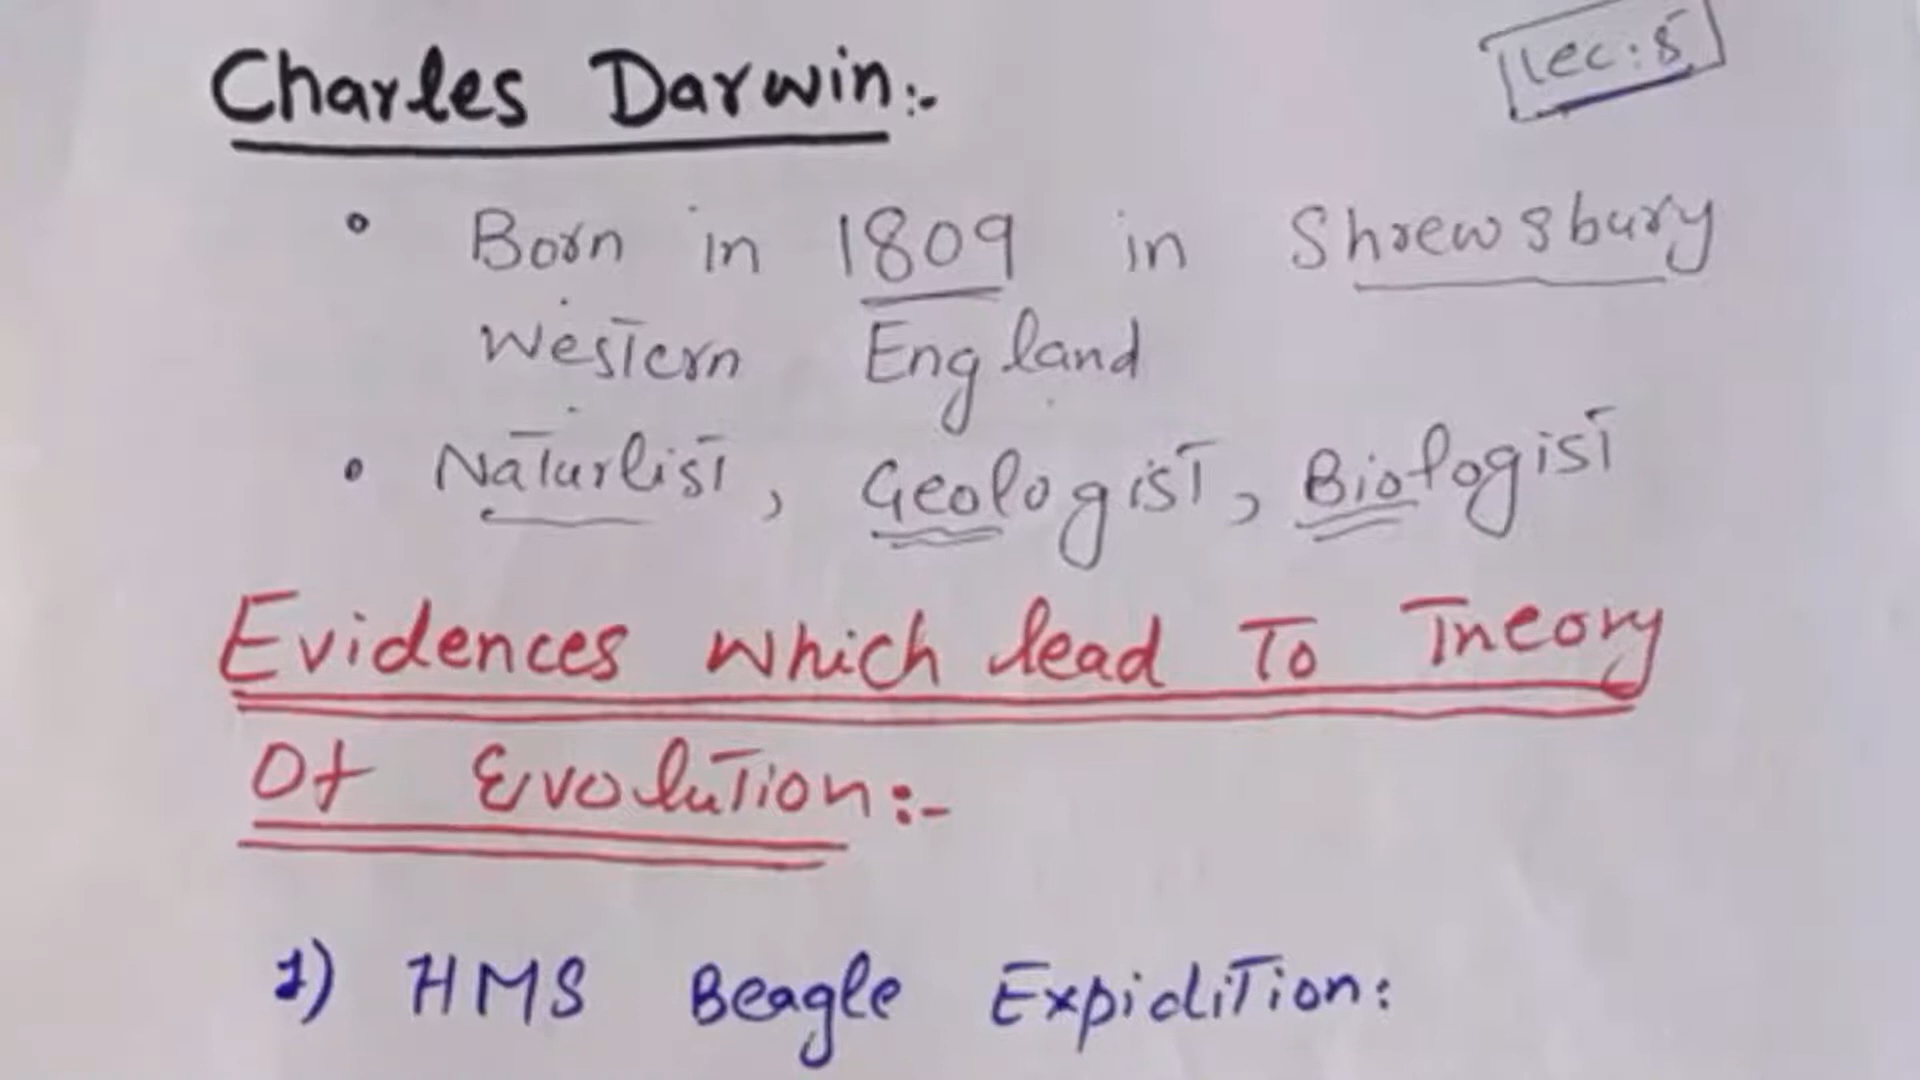 Charles Darwin:-
Lec:8
• Born in 1809 in Shrewsbury
Western England
• Naturlist, Geologist, Biologist
Evidences which lead To Theory
Of Evolution:-
1) HMS Beagle Expidition: